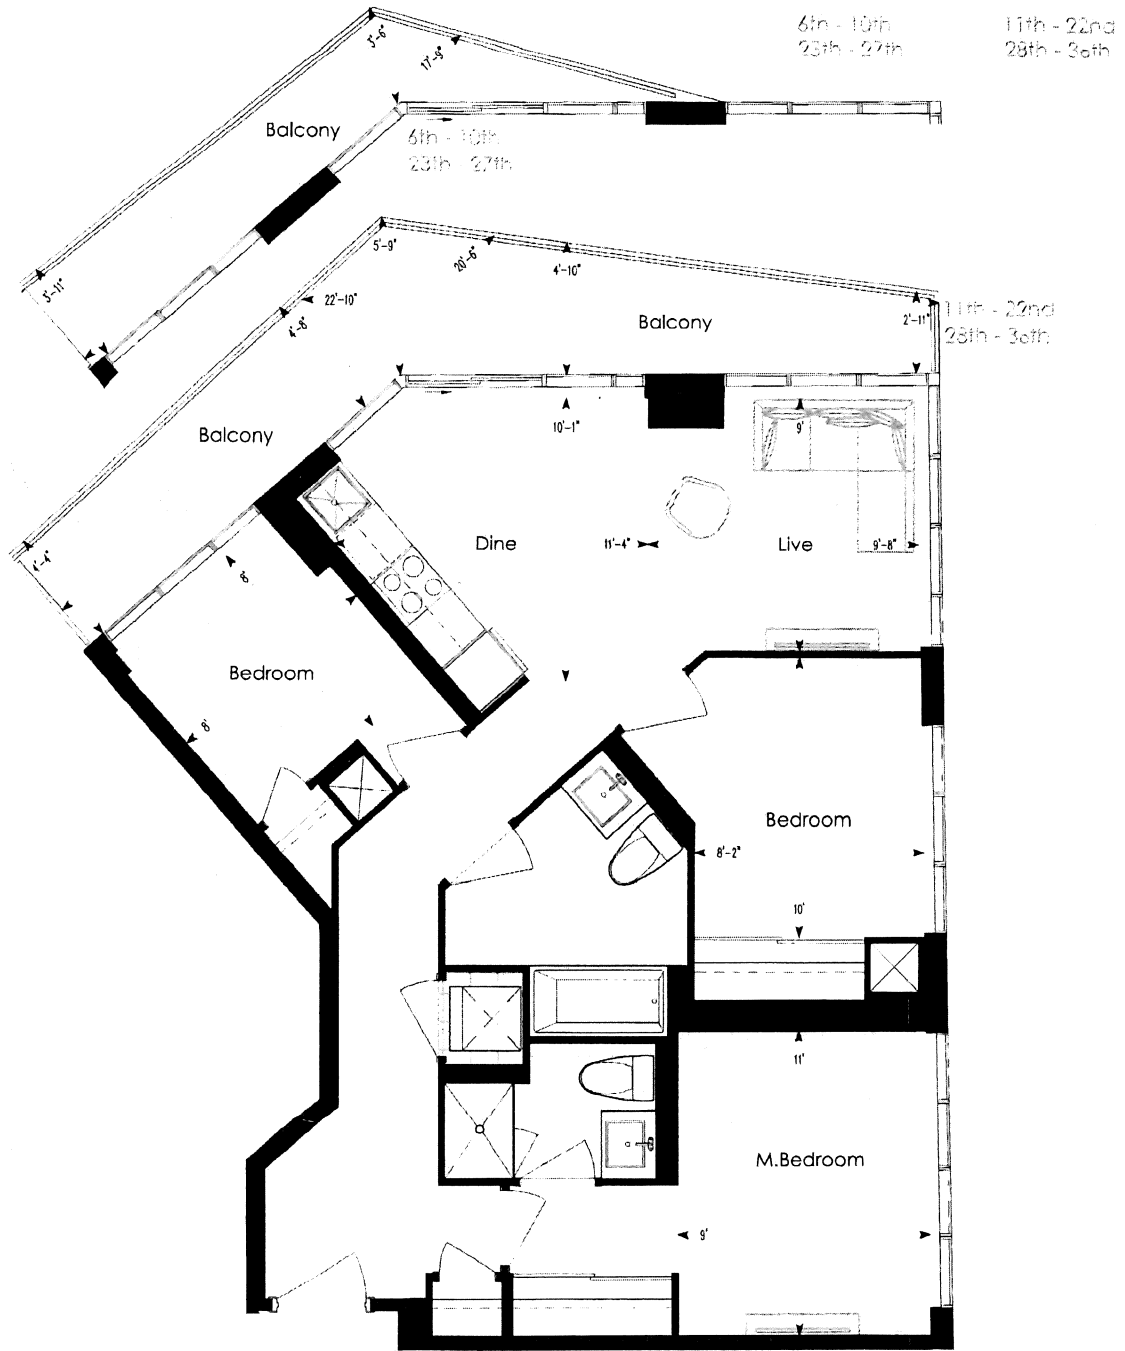 6th - 10th
23th - 27th
11th - 22nd
28th - 30th
5'-6"
17'-9"
Balcony
6th - 10th
23th - 27th
5'-11"
5'-9"
20'-6"
4'-10"
22'-10"
4'-8"
Balcony
2'-11"
11th - 22nd
28th - 30th
Balcony
10'-1"
9'
4'-4"
8'
Dine
11'-4"
Live
9'-8"
Bedroom
8'
Bedroom
8'-2"
10'
11'
M.Bedroom
9'